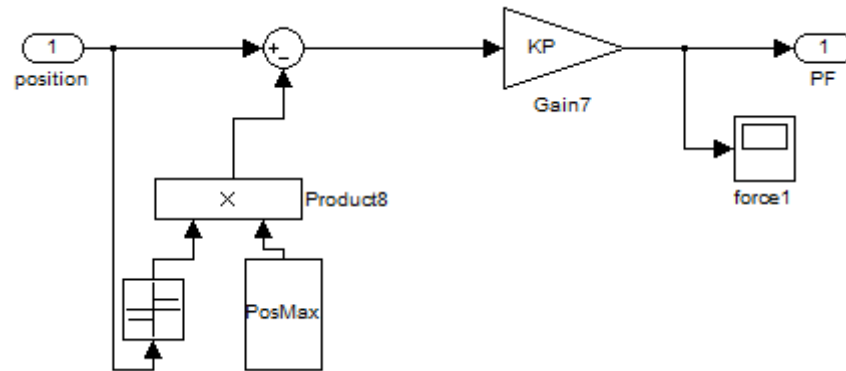 1
position
+
-
KP
Gain7
1
PF
force1
×
Product8
PosMax